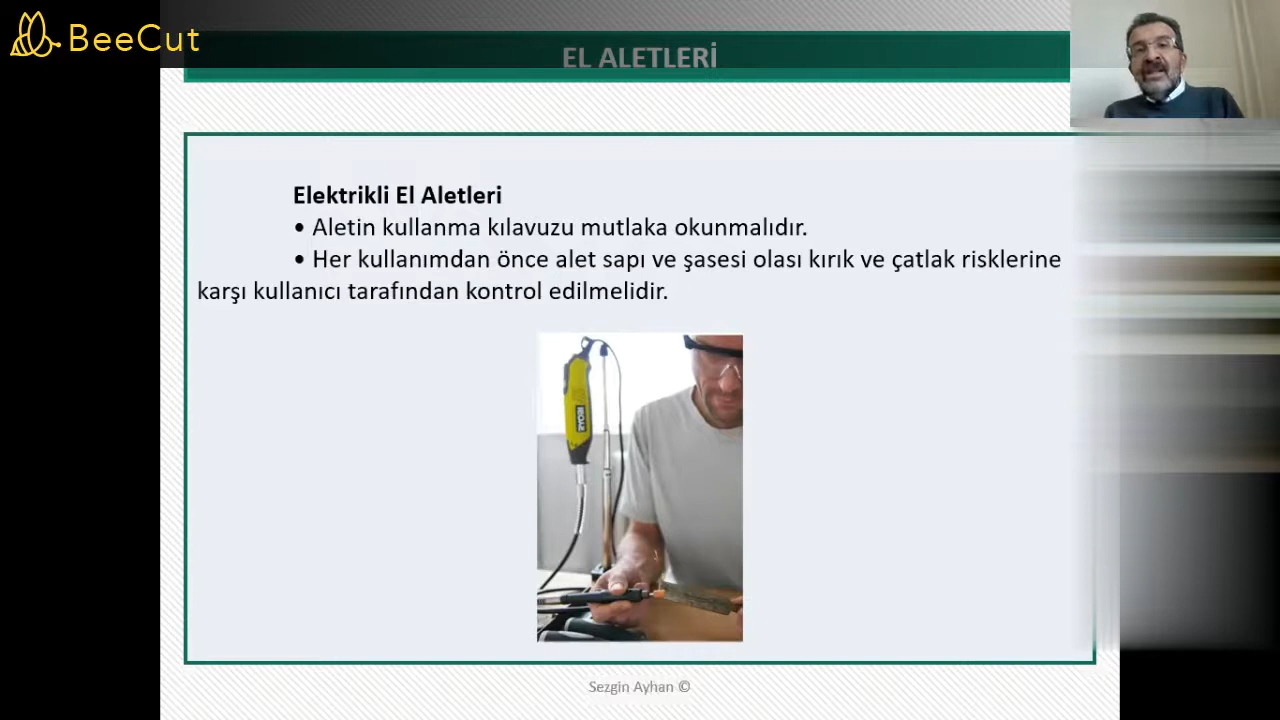 BeeCut
EL ALETLERİ
Elektrikli El Aletleri
• Aletin kullanma kılavuzu mutlaka okunmalıdır.
• Her kullanımdan önce alet sapı ve şasesi olası kırık ve çatlak risklerine
karşı kullanıcı tarafından kontrol edilmelidir.
RYOBI
Sezgin Ayhan ©